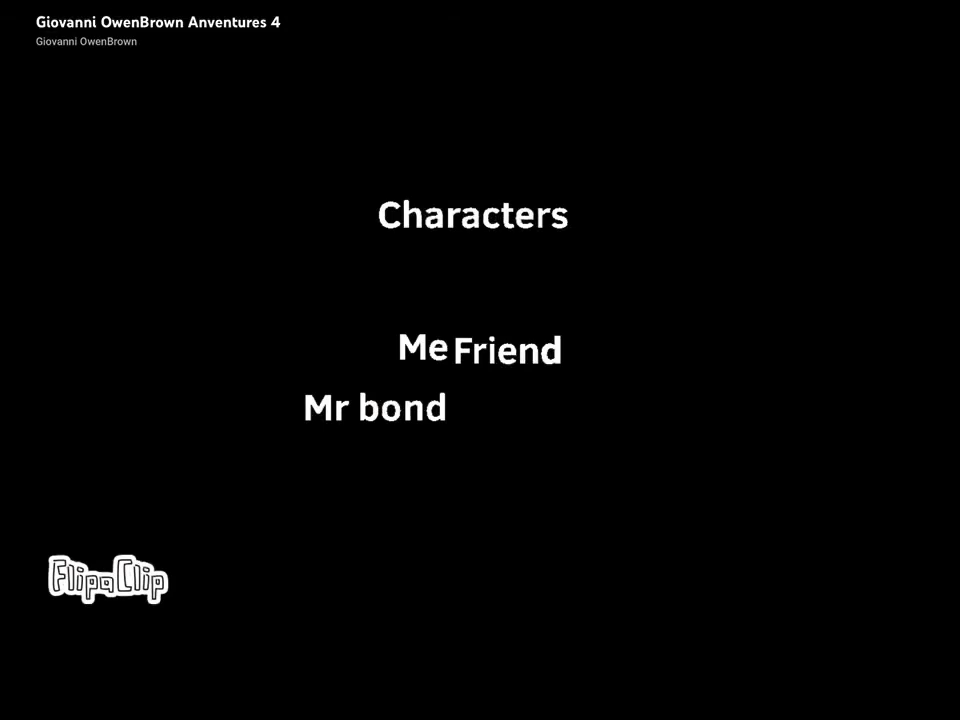 Giovanni OwenBrown Anventures 4
Giovanni OwenBrown
Characters
Me Friend
Mr bond
FlipaClip